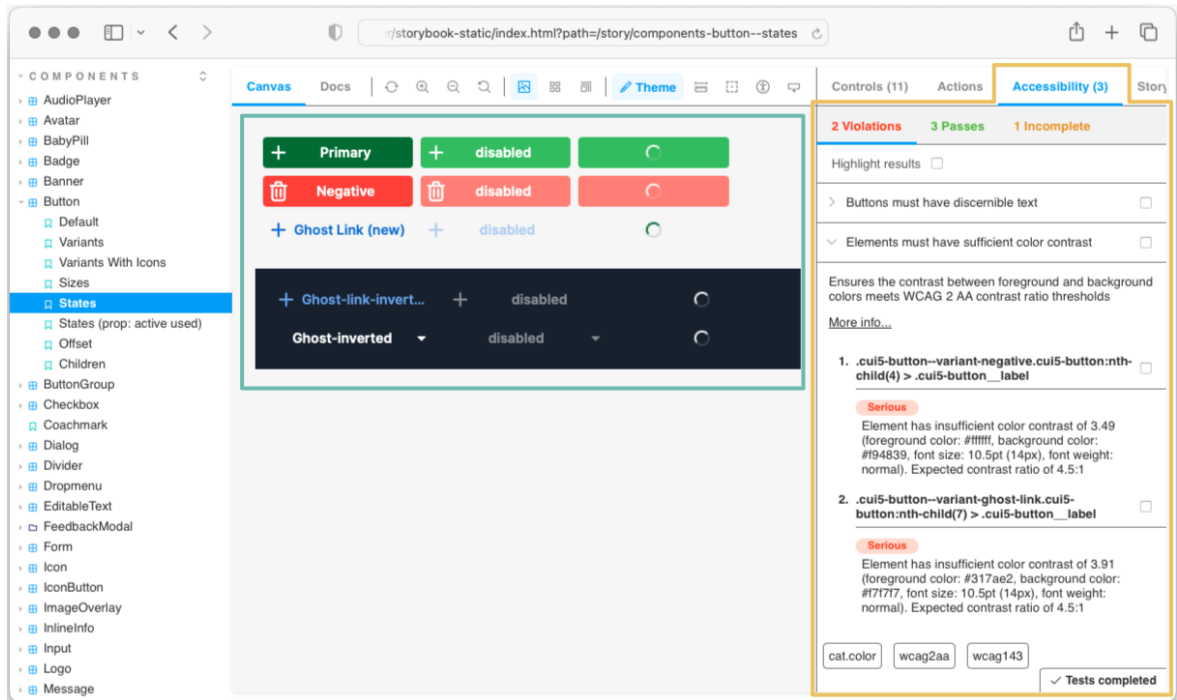 r/storybook-static/index.html?path=/story/components-button--states
COMPONENTS
AudioPlayer
Avatar
BabyPill
Badge
Banner
Button
Default
Variants
Variants With Icons
Sizes
States
States (prop: active used)
Offset
Children
ButtonGroup
Checkbox
Coachmark
Dialog
Divider
Dropmenu
EditableText
FeedbackModal
Form
Icon
IconButton
ImageOverlay
InlineInfo
Input
Logo
Message
Canvas Docs Theme
Primary disabled
Negative disabled
Ghost Link (new) disabled
Ghost-link-invert... disabled
Ghost-inverted disabled
Controls (11) Actions Accessibility (3) Story
2 Violations 3 Passes 1 Incomplete
Highlight results
Buttons must have discernible text
Elements must have sufficient color contrast
Ensures the contrast between foreground and background
colors meets WCAG 2 AA contrast ratio thresholds
More info...
1. .cui5-button--variant-negative.cui5-button:nth-
child(4) > .cui5-button__label
Serious
Element has insufficient color contrast of 3.49
(foreground color: #ffffff, background color:
#f94839, font size: 10.5pt (14px), font weight:
normal). Expected contrast ratio of 4.5:1
2. .cui5-button--variant-ghost-link.cui5-
button:nth-child(7) > .cui5-button__label
Serious
Element has insufficient color contrast of 3.91
(foreground color: #317ae2, background color:
#f7f7f7, font size: 10.5pt (14px), font weight:
normal). Expected contrast ratio of 4.5:1
cat.color wcag2aa wcag143
Tests completed